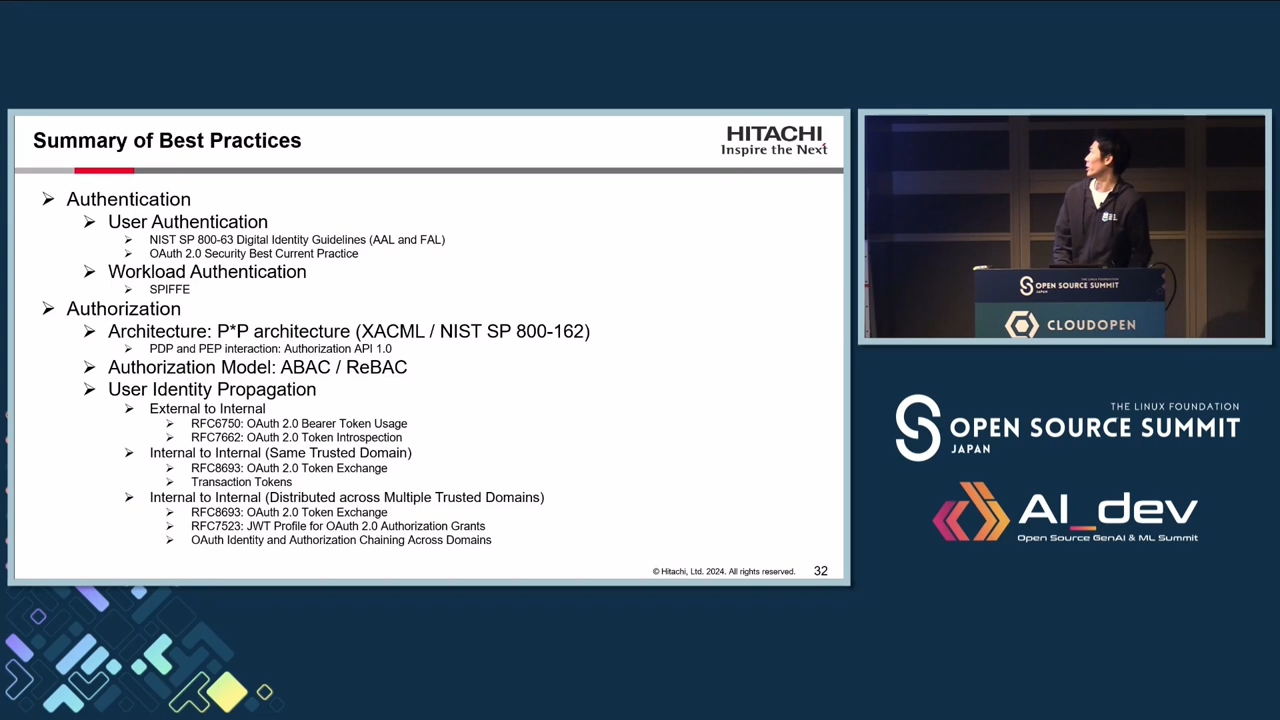 Summary of Best Practices
HITACHI
Inspire the Next
Authentication
User Authentication
NIST SP 800-63 Digital Identity Guidelines (AAL and FAL)
OAuth 2.0 Security Best Current Practice
Workload Authentication
SPIFFE
Authorization
Architecture: P*P architecture (XACML / NIST SP 800-162)
PDP and PEP interaction: Authorization API 1.0
Authorization Model: ABAC / ReBAC
User Identity Propagation
External to Internal
RFC6750: OAuth 2.0 Bearer Token Usage
RFC7662: OAuth 2.0 Token Introspection
Internal to Internal (Same Trusted Domain)
RFC8693: OAuth 2.0 Token Exchange
Transaction Tokens
Internal to Internal (Distributed across Multiple Trusted Domains)
RFC8693: OAuth 2.0 Token Exchange
RFC7523: JWT Profile for OAuth 2.0 Authorization Grants
OAuth Identity and Authorization Chaining Across Domains
© Hitachi, Ltd. 2024. All rights reserved. 32
THE LINUX FOUNDATION
OPEN SOURCE SUMMIT
JAPAN
CLOUDOPEN
THE LINUX FOUNDATION
OPEN SOURCE SUMMIT
JAPAN
AI_dev
Open Source GenAI & ML Summit